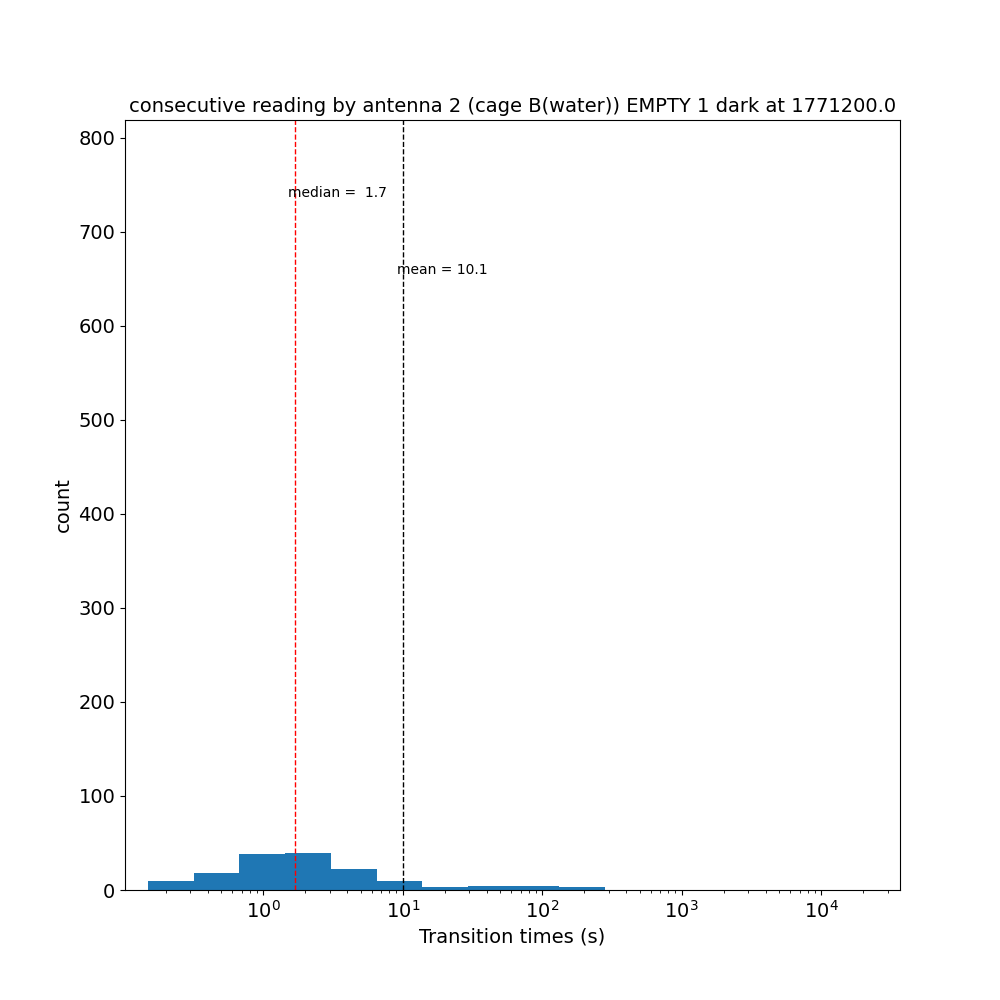 consecutive reading by antenna 2 (cage B(water)) EMPTY 1 dark at 1771200.0
800
median =  1.7
700
mean = 10.1
600
500
400
count
300
200
100
0
10⁰ 10¹ 10² 10³ 10⁴
Transition times (s)